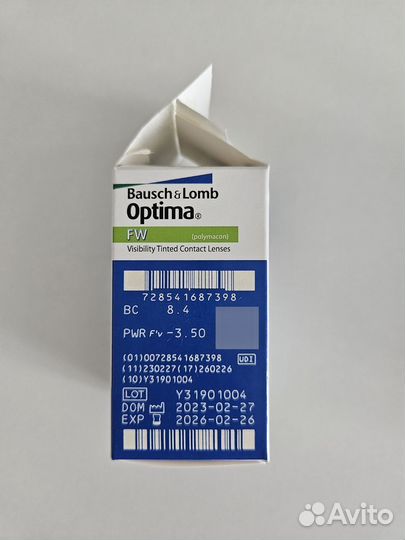 Bausch & Lomb
Optima®
FW (polymacon)
Visibility Tinted Contact Lenses
728541687398
BC 8.4
PWR F'v -3.50
(01)00728541687398 UDI
(11)230227(17)260226
(10)Y31901004
LOT Y31901004
DOM 2023-02-27
EXP 2026-02-26
Avito